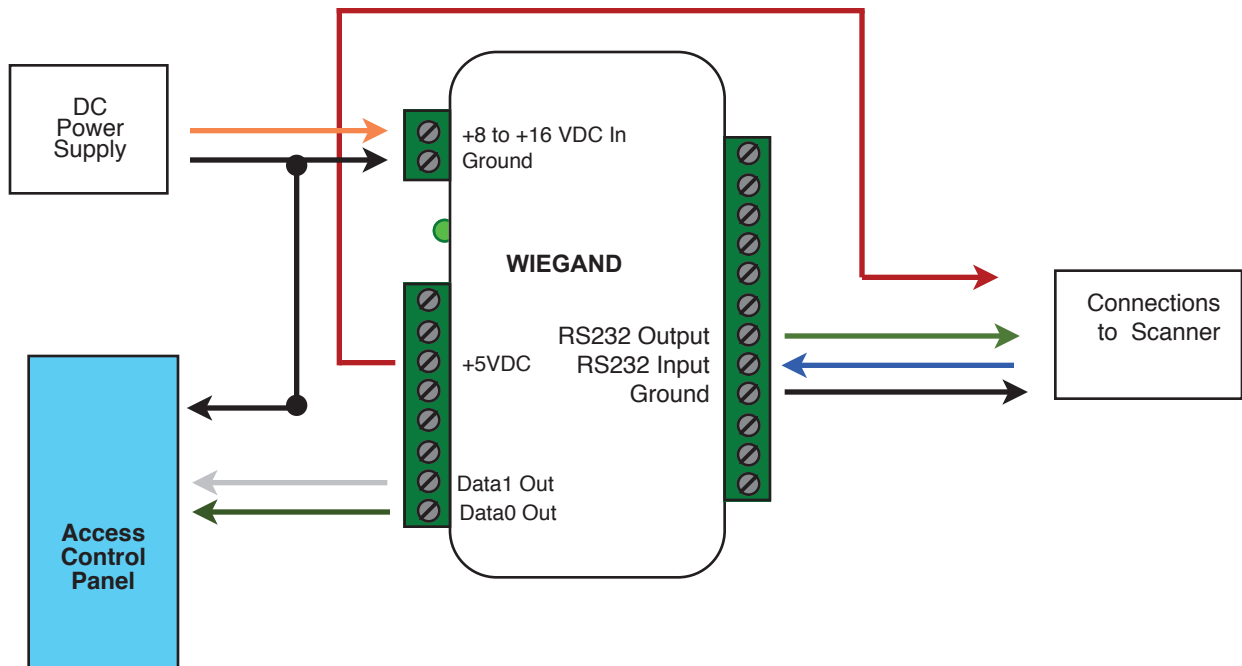 DC
Power
Supply
+8 to +16 VDC In
Ground
WIEGAND
+5VDC
RS232 Output
RS232 Input
Ground
Connections
to Scanner
Data1 Out
Data0 Out
Access
Control
Panel